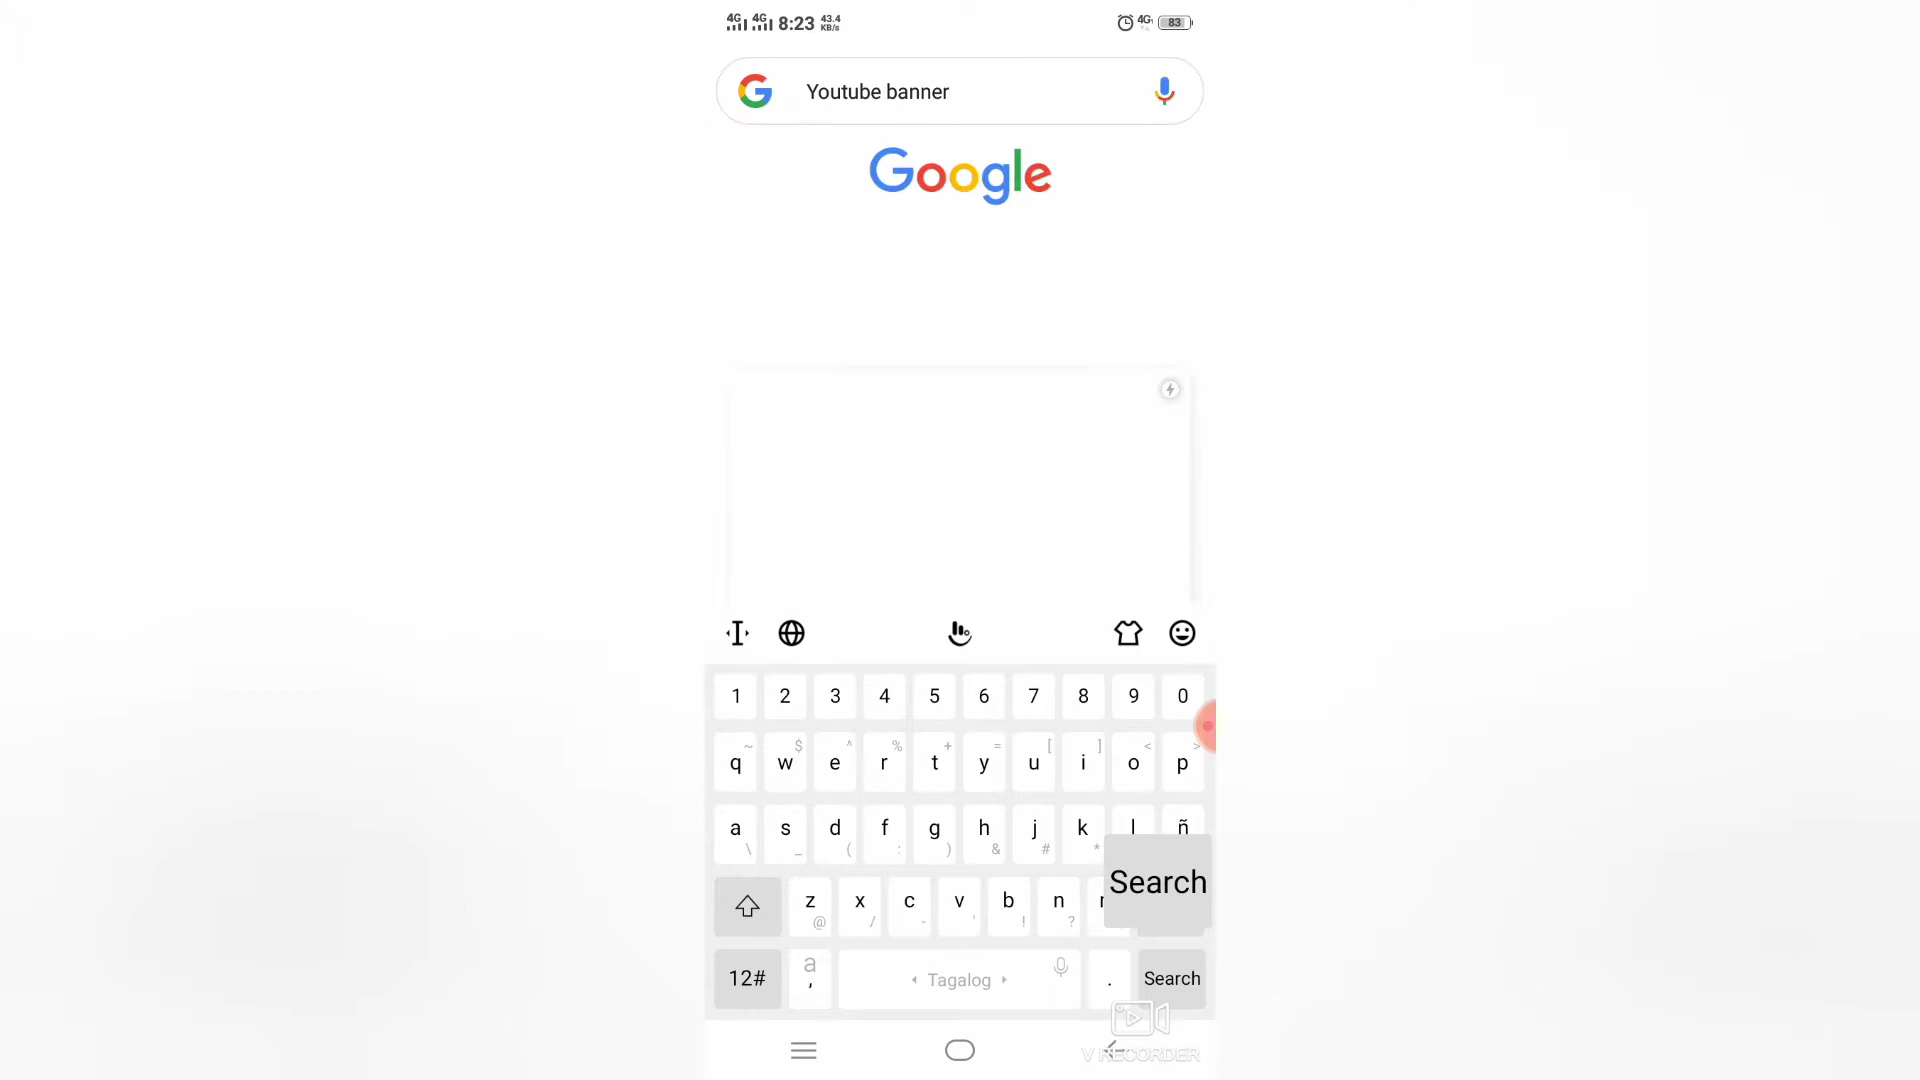 4G 4G 8:23 43.4 KB/s 4G 83
Youtube banner
Google
1 2 3 4 5 6 7 8 9 0
~ $ ^ % + = [ ] < >
q w e r t y u i o p
a s d f g h j k l ñ
\ _ ( : ) & # *
Search
z x c v b n
@ / - ' ! ?
12# a , Tagalog . Search
V RECORDER